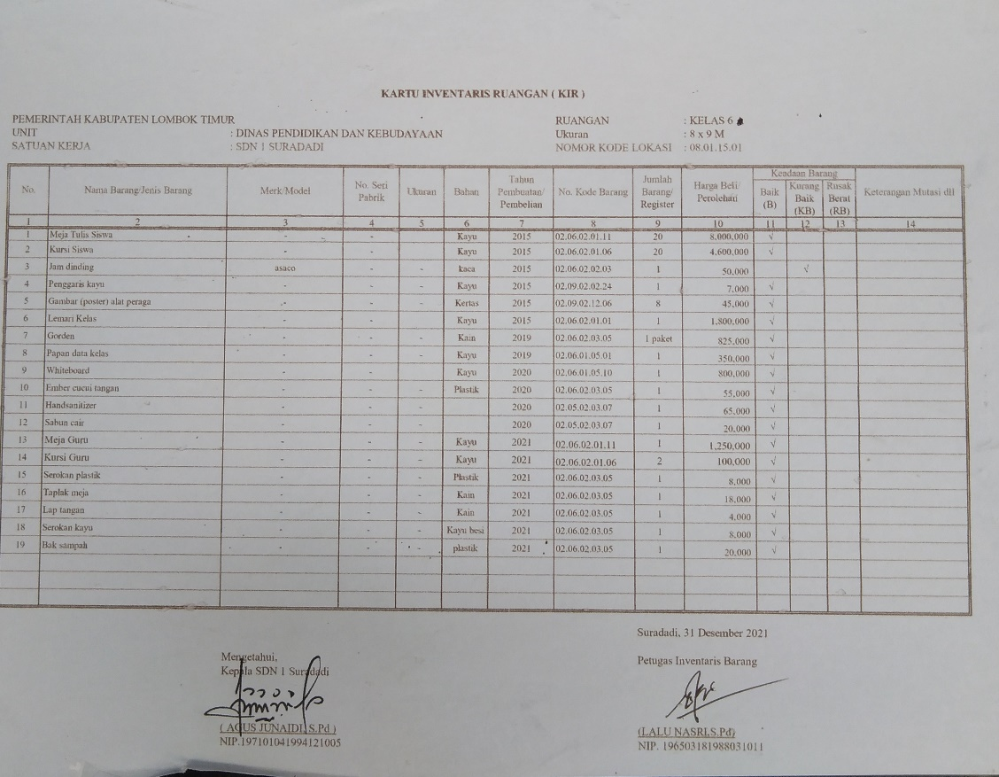 KARTU INVENTARIS RUANGAN ( KIR )
PEMERINTAH KABUPATEN LOMBOK TIMUR
UNIT : DINAS PENDIDIKAN DAN KEBUDAYAAN
SATUAN KERJA : SDN 1 SURADADI
RUANGAN : KELAS 6
Ukuran : 8 x 9 M
NOMOR KODE LOKASI : 08.01.15.01
No. Nama Barang/Jenis Barang Merk/Model No. Seri Pabrik Ukuran Bahan Tahun Pembuatan/ Pembelian No. Kode Barang Jumlah Barang/ Register Harga Beli/ Perolehan Keadaan Barang Baik (B) Kurang Baik (KB) Rusak Berat (RB) Keterangan Mutasi dll
1 2 3 4 5 6 7 8 9 10 11 12 13 14
1 Meja Tulis Siswa - - Kayu 2015 02.06.02.01.11 20 8,000,000 √
2 Kursi Siswa - - Kayu 2015 02.06.02.01.06 20 4,600,000 √
3 Jam dinding asaco - - kaca 2015 02.06.02.02.03 1 50,000 √
4 Penggaris kayu - - - Kayu 2015 02.09.02.02.24 1 7,000 √
5 Gambar (poster) alat peraga - - - Kertas 2015 02.09.02.12.06 8 45,000 √
6 Lemari Kelas - - - Kayu 2015 02.06.02.01.01 1 1,800,000 √
7 Gorden - - - Kain 2019 02.06.02.03.05 1 paket 825,000 √
8 Papan data kelas - - - Kayu 2019 02.06.01.05.01 1 350,000 √
9 Whiteboard - - - Kayu 2020 02.06.01.05.10 1 800,000 √
10 Ember cucui tangan - - - Plastik 2020 02.06.02.03.05 1 55,000 √
11 Handsanitizer - - - 2020 02.05.02.03.07 1 65,000 √
12 Sabun cair - - - 2020 02.05.02.03.07 1 20,000 √
13 Meja Guru - - - Kayu 2021 02.06.02.01.11 1 1,250,000 √
14 Kursi Guru - - - Kayu 2021 02.06.02.01.06 2 100,000 √
15 Serokan plastik - - - Plastik 2021 02.06.02.03.05 1 8,000 √
16 Taplak meja - - - Kain 2021 02.06.02.03.05 1 18,000 √
17 Lap tangan - - - Kain 2021 02.06.02.03.05 1 4,000 √
18 Serokan kayu - - - Kayu besi 2021 02.06.02.03.05 1 8,000 √
19 Bak sampah - - - plastik 2021 02.06.02.03.05 1 20,000 √
Suradadi, 31 Desember 2021
Mengetahui,
Kepala SDN 1 Suradadi
( AGUS JUNAIDI, S.Pd )
NIP.197101041994121005
Petugas Inventaris Barang
(LALU NASRI.S.Pd)
NIP. 196503181988031011